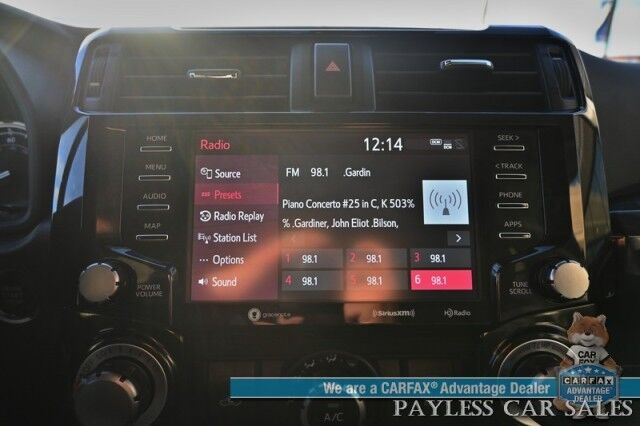 HOME
MENU
AUDIO
MAP
POWER
VOLUME
Radio
12:14
Source
Presets
Radio Replay
Station List
Options
Sound
FM 98.1 .Gardin
Piano Concerto #25 in C, K 503%
% .Gardiner, John Eliot .Bilson,
1 98.1 2 98.1 3 98.1
4 98.1 5 98.1 6 98.1
gracenote
SiriusXM
HD Radio
SEEK >
< TRACK
PHONE
APPS
TUNE
SCROLL
A/C
We are a CARFAX® Advantage Dealer
CAR
FOX
CARFAX
ADVANTAGE
DEALER
PAYLESS CAR SALES